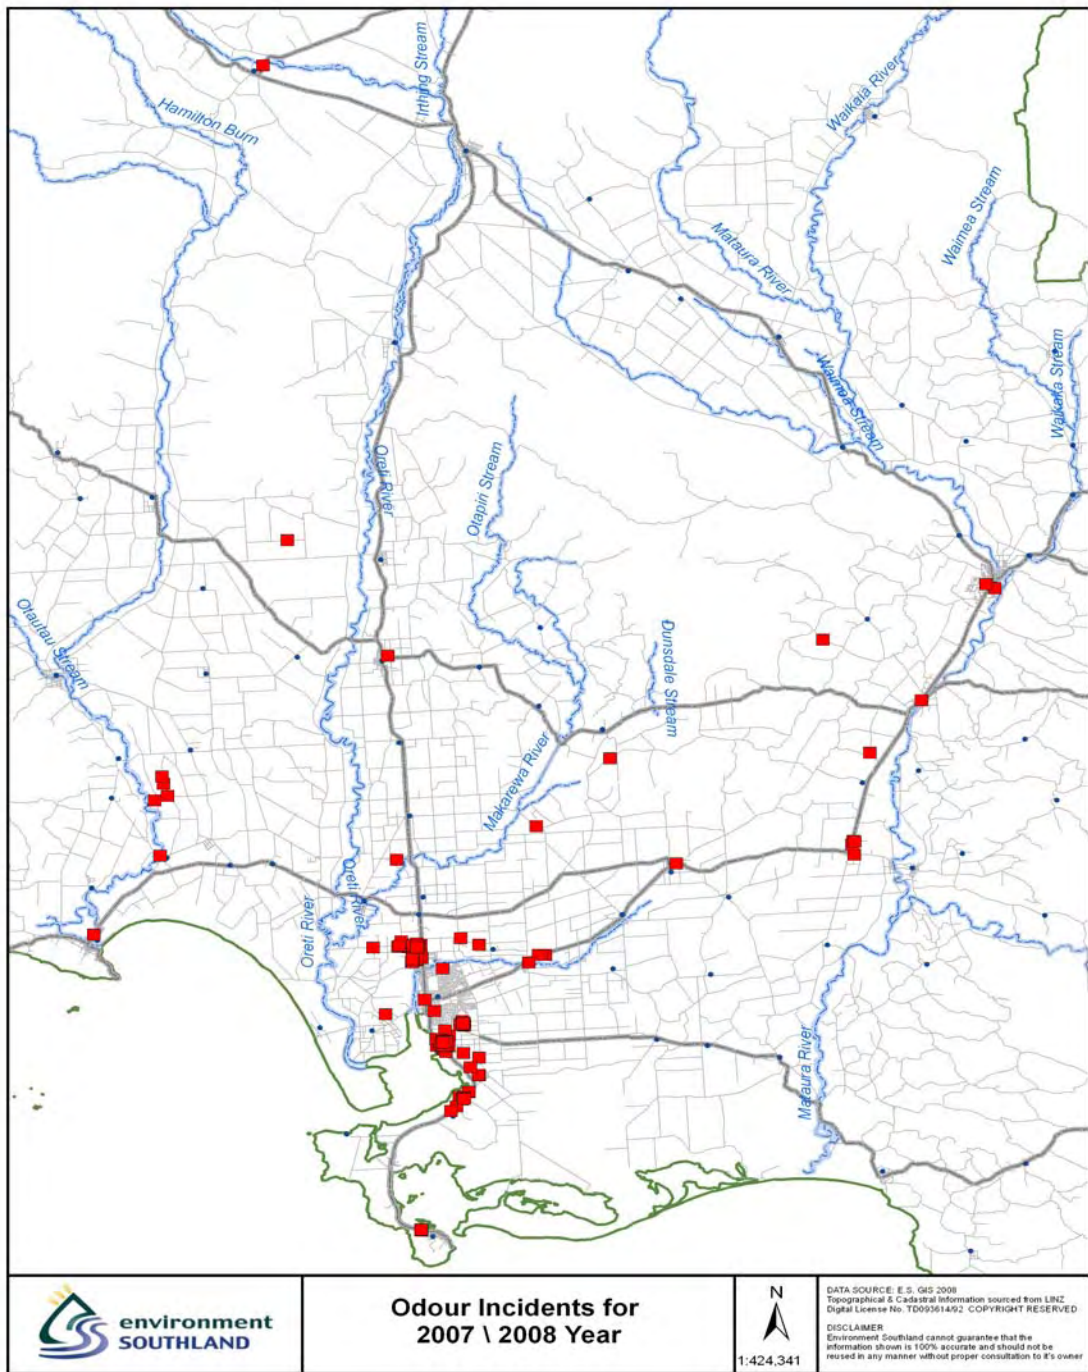 Irthing Stream
Hamilton Burn
Waikaia River
Waimea Stream
Mataura River
Waimea Stream
Waikaka Stream
Oreti River
Otapiri Stream
Otautau Stream
Dunsdale Stream
Makarewa River
Oreti River
Oreti River
Mataura River
environment
SOUTHLAND
Odour Incidents for
2007 \ 2008 Year
N
1:424,341
DATA SOURCE: E.S. GIS 2008
Topographical & Cadastral Information sourced from LINZ
Digital License No. TD093614/92 COPYRIGHT RESERVED
DISCLAIMER
Environment Southland cannot guarantee that the
information shown is 100% accurate and should not be
reused in any manner without proper consultation to it's owner